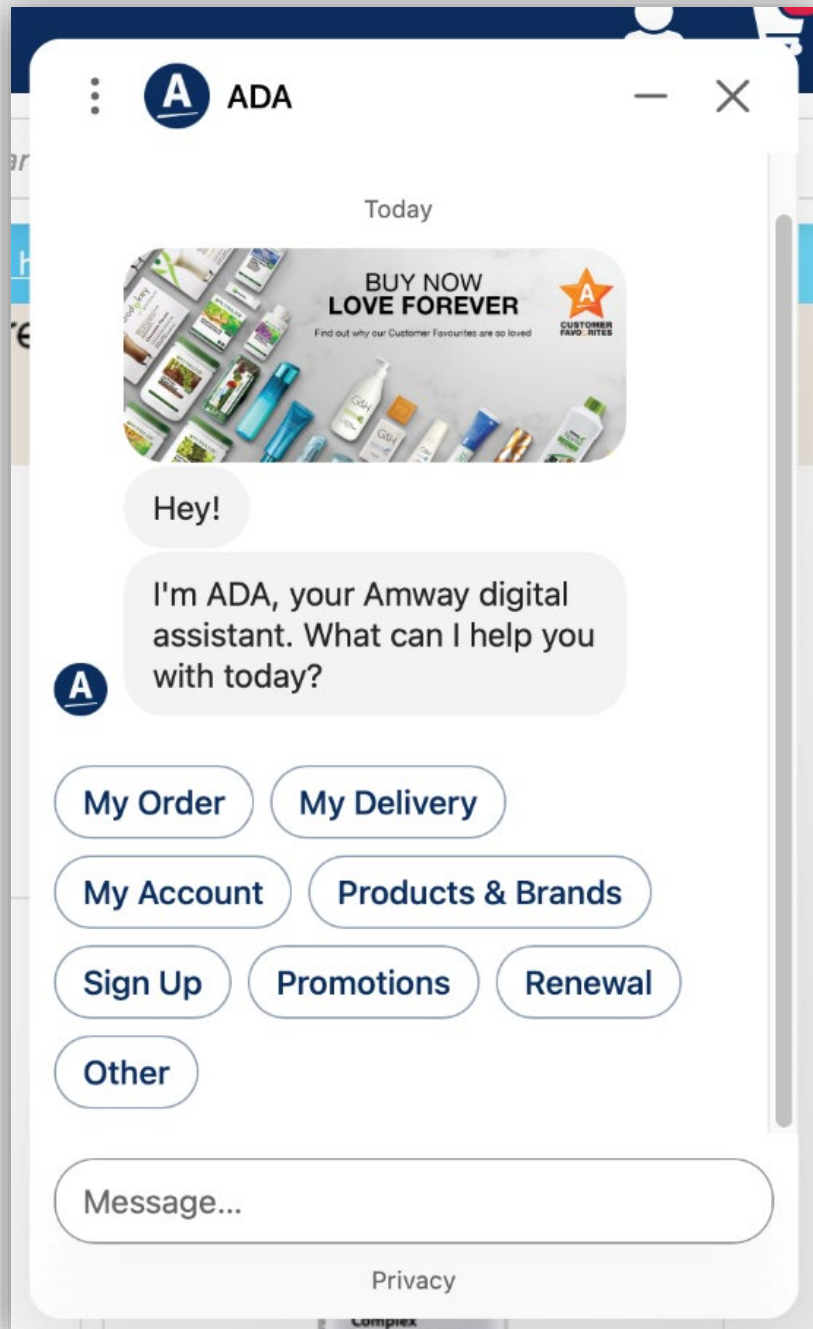 A ADA
Today
BUY NOW
LOVE FOREVER
Find out why our Customer Favourites are so loved
A
CUSTOMER
FAVO RITES
G&H
G&H
Hey!
I'm ADA, your Amway digital
assistant. What can I help you
with today?
A
My Order
My Delivery
My Account
Products & Brands
Sign Up
Promotions
Renewal
Other
Message...
Privacy
Complex